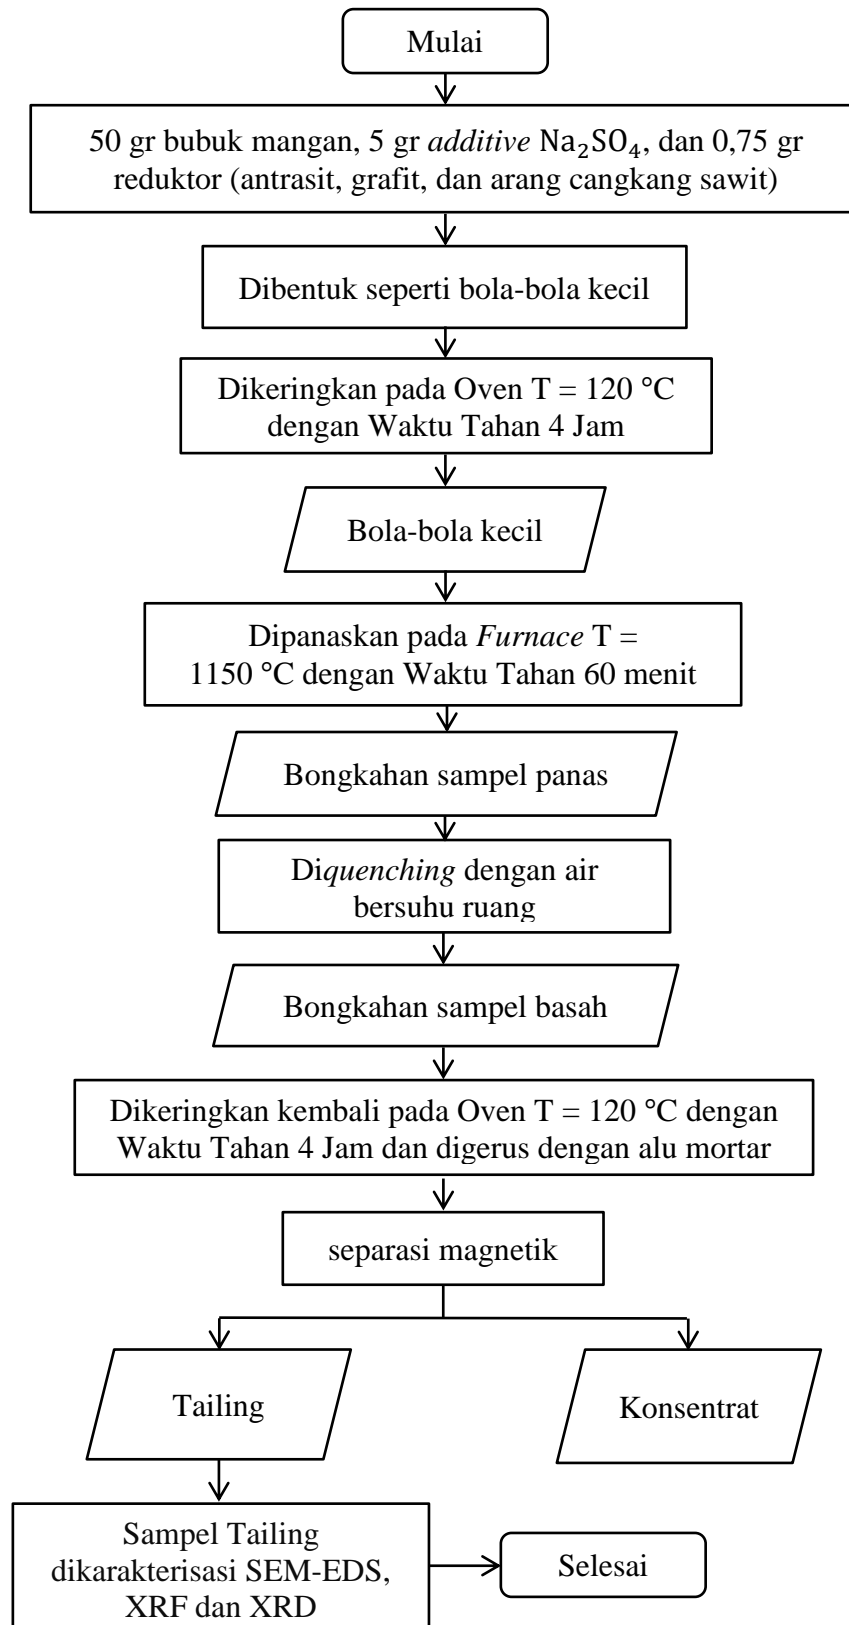 Mulai
50 gr bubuk mangan, 5 gr additive Na₂SO₄, dan 0,75 gr
reduktor (antrasit, grafit, dan arang cangkang sawit)
Dibentuk seperti bola-bola kecil
Dikeringkan pada Oven T = 120 °C
dengan Waktu Tahan 4 Jam
Bola-bola kecil
Dipanaskan pada Furnace T =
1150 °C dengan Waktu Tahan 60 menit
Bongkahan sampel panas
Diquenching dengan air
bersuhu ruang
Bongkahan sampel basah
Dikeringkan kembali pada Oven T = 120 °C dengan
Waktu Tahan 4 Jam dan digerus dengan alu mortar
separasi magnetik
Tailing
Konsentrat
Sampel Tailing
dikarakterisasi SEM-EDS,
XRF dan XRD
Selesai